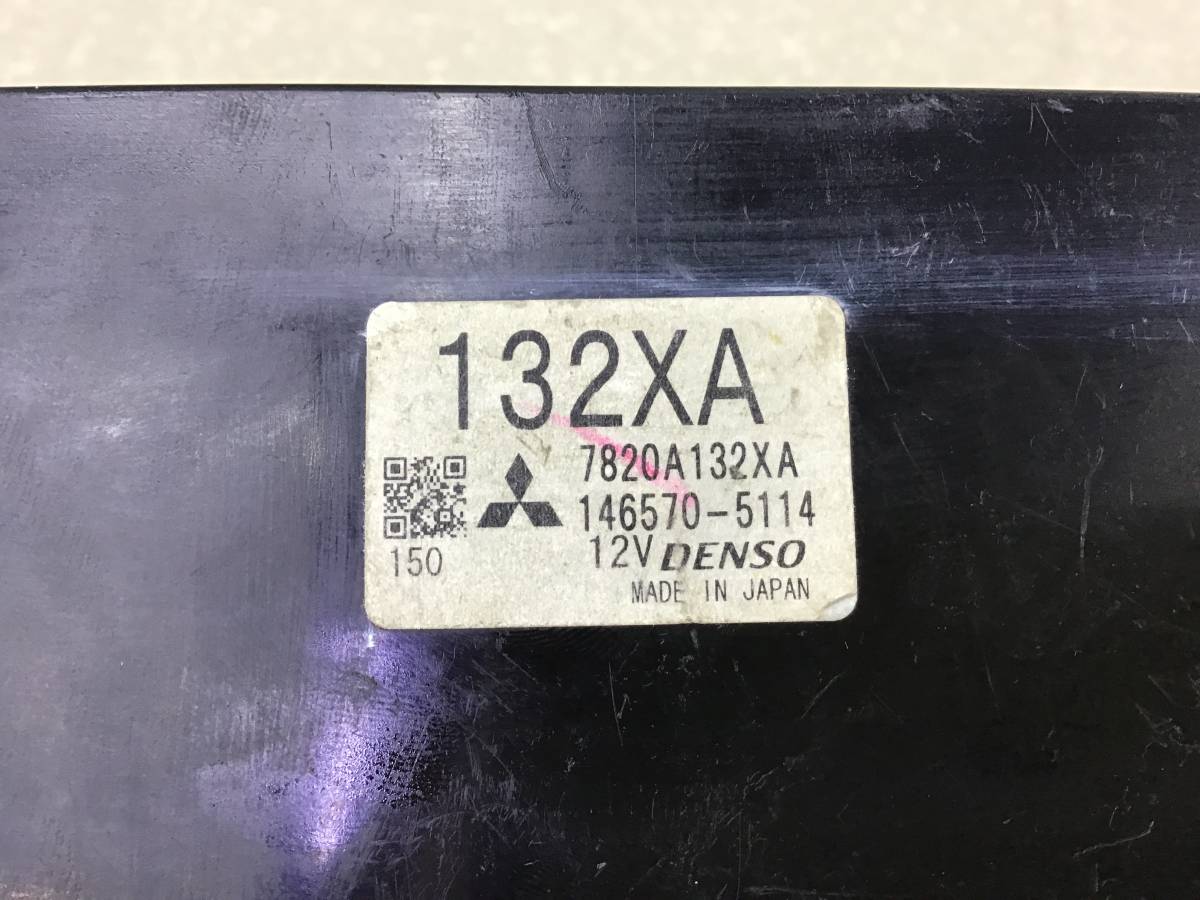 132XA
7820A132XA
146570-5114
150
12V DENSO
MADE IN JAPAN